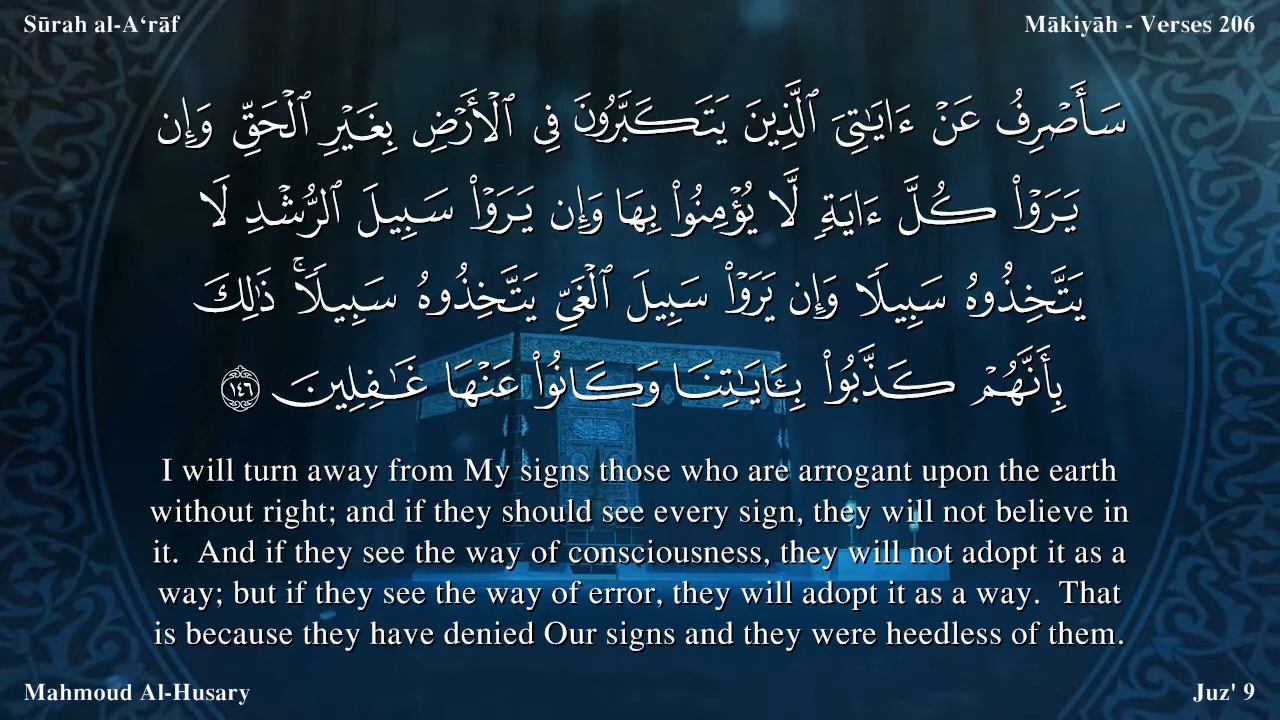 Sūrah al-A‘rāf
Mākiyāh - Verses 206
سَأَصْرِفُ عَنْ ءَايَـٰتِىَ ٱلَّذِينَ يَتَكَبَّرُونَ فِى ٱلْأَرْضِ بِغَيْرِ ٱلْحَقِّ وَإِن
يَرَوْا۟ كُلَّ ءَايَةٍ لَّا يُؤْمِنُوا۟ بِهَا وَإِن يَرَوْا۟ سَبِيلَ ٱلرُّشْدِ لَا
يَتَّخِذُوهُ سَبِيلًا وَإِن يَرَوْا۟ سَبِيلَ ٱلْغَىِّ يَتَّخِذُوهُ سَبِيلًا ۚ ذَٰلِكَ
بِأَنَّهُمْ كَذَّبُوا۟ بِـَٔايَـٰتِنَا وَكَانُوا۟ عَنْهَا غَـٰفِلِينَ ١٤٦
I will turn away from My signs those who are arrogant upon the earth
without right; and if they should see every sign, they will not believe in
it.  And if they see the way of consciousness, they will not adopt it as a
way; but if they see the way of error, they will adopt it as a way.  That
is because they have denied Our signs and they were heedless of them.
Mahmoud Al-Husary
Juz' 9